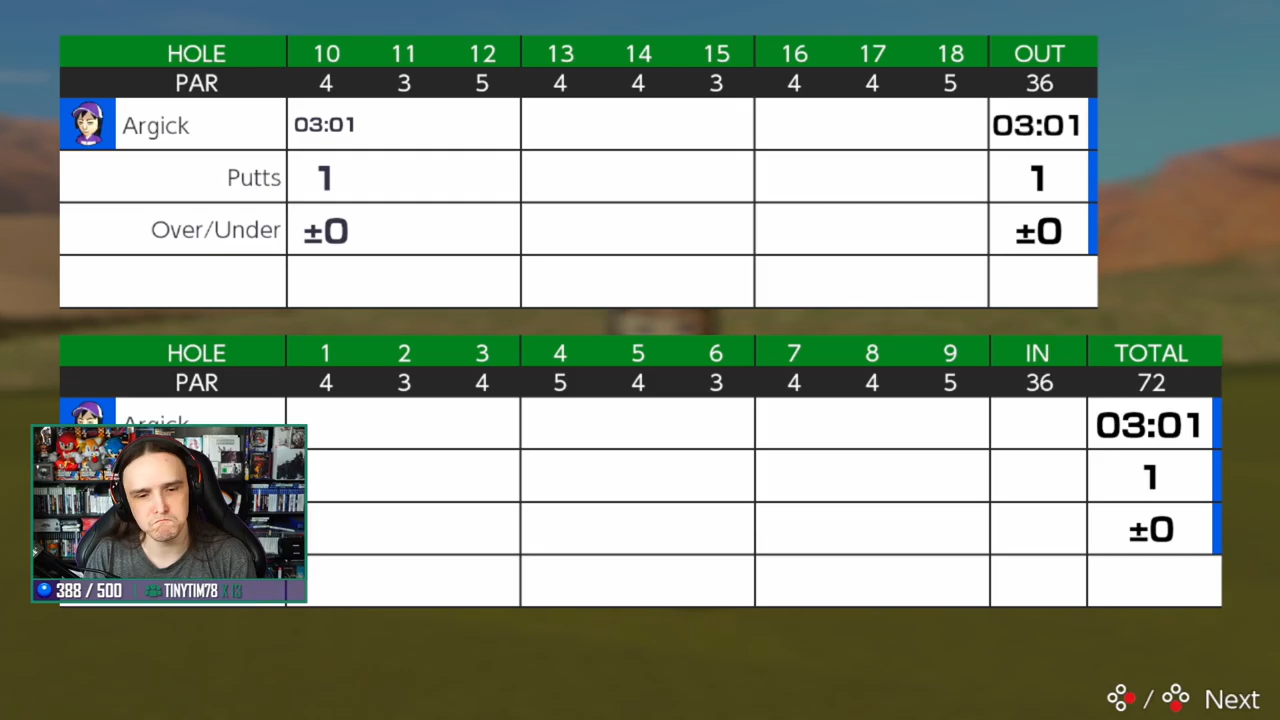 HOLE 10 11 12 13 14 15 16 17 18 OUT
PAR 4 3 5 4 4 3 4 4 5 36
Argick 03:01 03:01
Putts 1 1
Over/Under ±0 ±0
HOLE 1 2 3 4 5 6 7 8 9 IN TOTAL
PAR 4 3 4 5 4 3 4 4 5 36 72
Argick 03:01
1
±0
388 / 500 TINYTIM78 X 13
/ Next